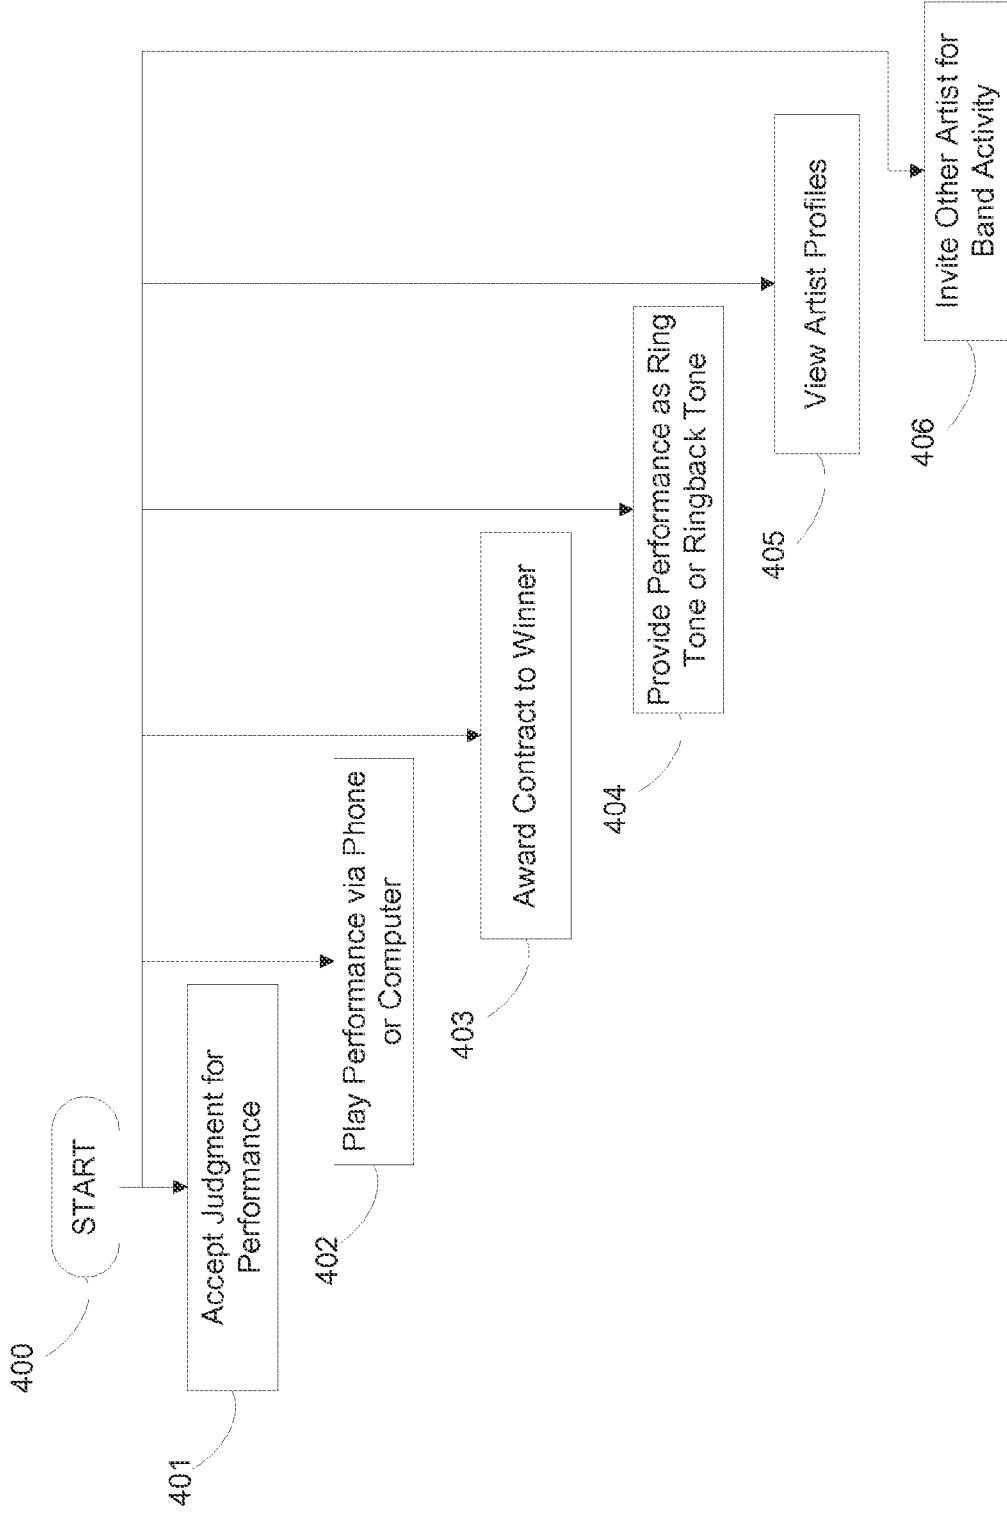 400
START
401
Accept Judgment for
Performance
402
Play Performance via Phone
or Computer
403
Award Contract to Winner
404
Provide Performance as Ring
Tone or Ringback Tone
405
View Artist Profiles
406
Invite Other Artist for
Band Activity